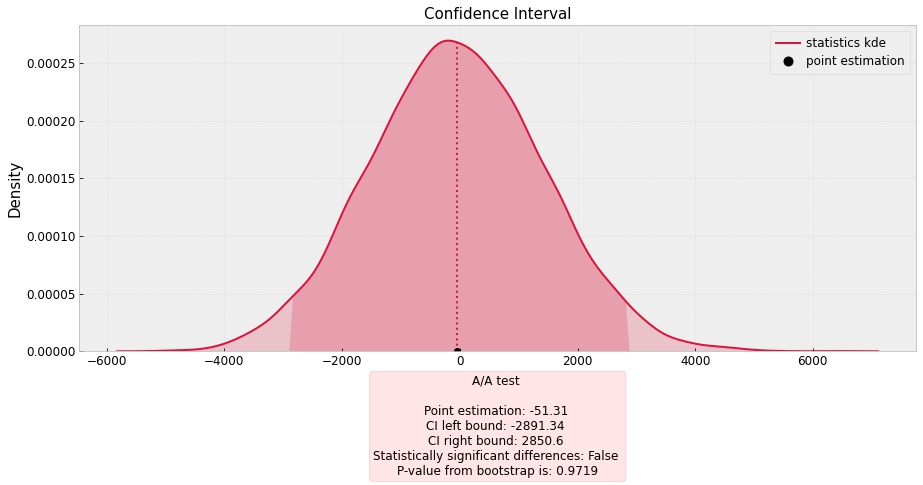 Confidence Interval
statistics kde
point estimation
Density
0.00025
0.00020
0.00015
0.00010
0.00005
0.00000
−6000 −4000 −2000 0 2000 4000 6000
A/A test
Point estimation: -51.31
CI left bound: -2891.34
CI right bound: 2850.6
Statistically significant differences: False
P-value from bootstrap is: 0.9719